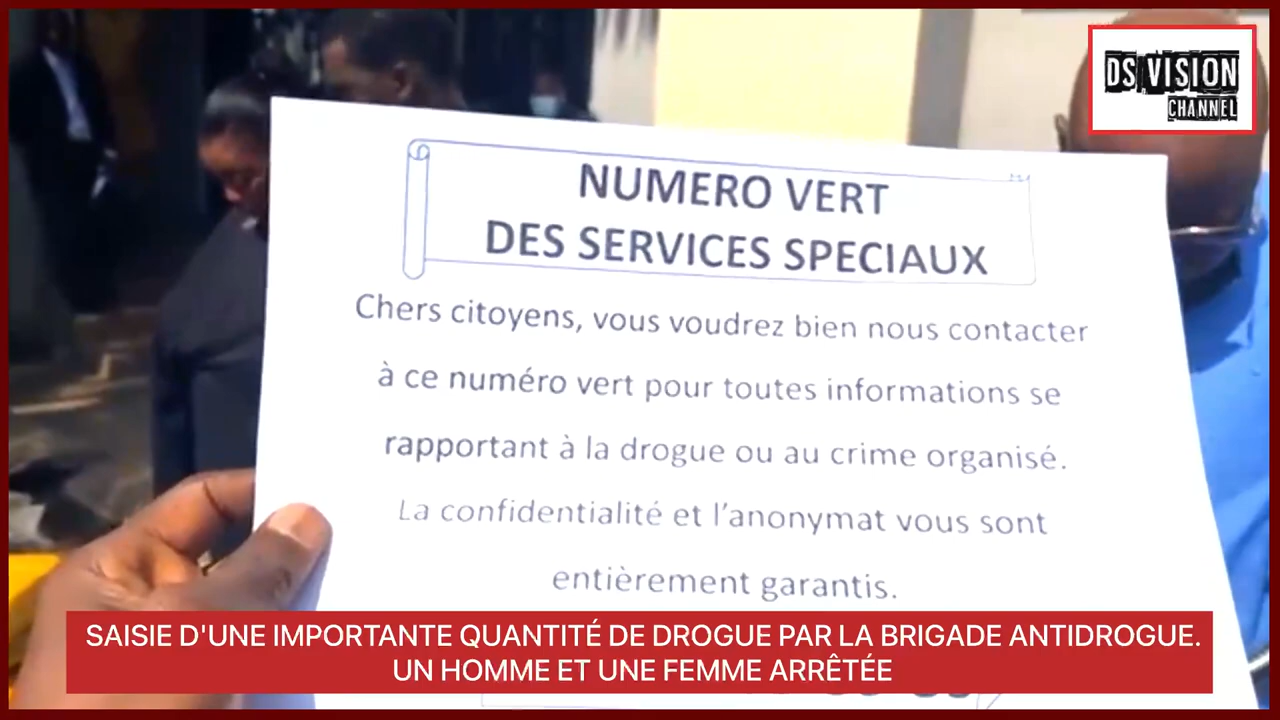 DS VISION
CHANNEL
NUMERO VERT
DES SERVICES SPECIAUX
Chers citoyens, vous voudrez bien nous contacter
à ce numéro vert pour toutes informations se
rapportant à la drogue ou au crime organisé.
La confidentialité et l'anonymat vous sont
entièrement garantis.
SAISIE D'UNE IMPORTANTE QUANTITÉ DE DROGUE PAR LA BRIGADE ANTIDROGUE.
UN HOMME ET UNE FEMME ARRÊTÉE